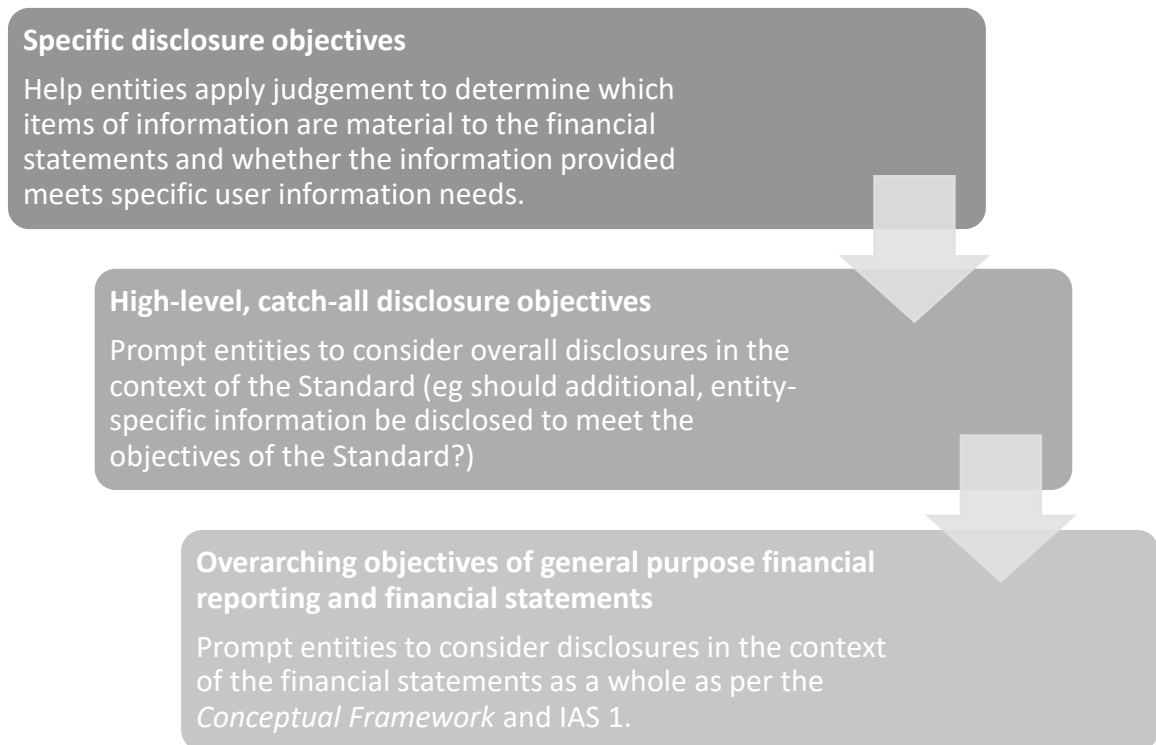 Specific disclosure objectives
Help entities apply judgement to determine which
items of information are material to the financial
statements and whether the information provided
meets specific user information needs.
High-level, catch-all disclosure objectives
Prompt entities to consider overall disclosures in the
context of the Standard (eg should additional, entity-
specific information be disclosed to meet the
objectives of the Standard?)
Overarching objectives of general purpose financial
reporting and financial statements
Prompt entities to consider disclosures in the context
of the financial statements as a whole as per the
Conceptual Framework and IAS 1.